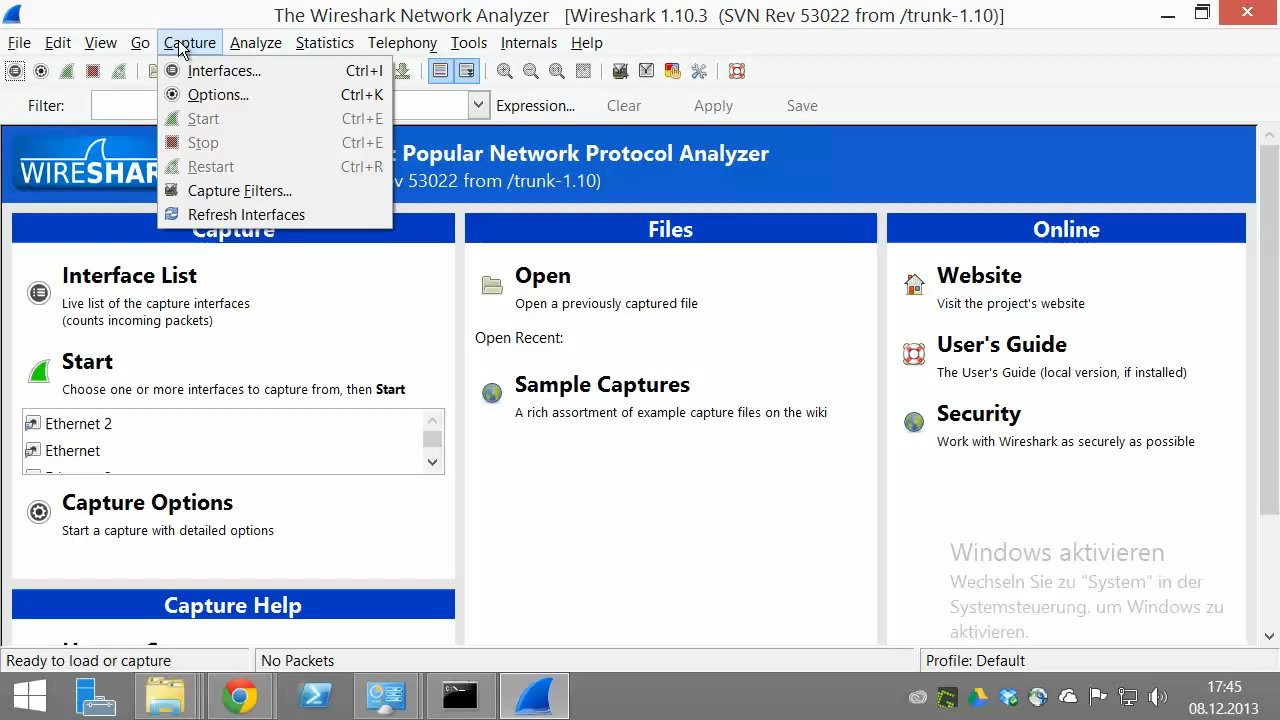 The Wireshark Network Analyzer [Wireshark 1.10.3 (SVN Rev 53022 from /trunk-1.10)]
File Edit View Go Capture Analyze Statistics Telephony Tools Internals Help
Interfaces... Ctrl+I
Options... Ctrl+K
Start Ctrl+E
Stop Ctrl+E
Restart Ctrl+R
Capture Filters...
Refresh Interfaces
Filter: Expression... Clear Apply Save
WIRESHAR
Popular Network Protocol Analyzer
53022 from /trunk-1.10)
Capture
Interface List
Live list of the capture interfaces
(counts incoming packets)
Start
Choose one or more interfaces to capture from, then Start
Ethernet 2
Ethernet
Capture Options
Start a capture with detailed options
Capture Help
Files
Open
Open a previously captured file
Open Recent:
Sample Captures
A rich assortment of example capture files on the wiki
Online
Website
Visit the project's website
User's Guide
The User's Guide (local version, if installed)
Security
Work with Wireshark as securely as possible
Windows aktivieren
Wechseln Sie zu "System" in der
Systemsteuerung, um Windows zu
aktivieren.
Ready to load or capture No Packets Profile: Default
17:45
08.12.2013